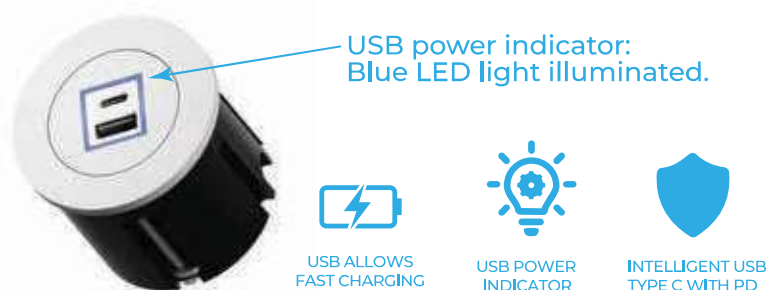 USB power indicator:
Blue LED light illuminated.
USB ALLOWS
FAST CHARGING
USB POWER
INDICATOR
INTELLIGENT USB
TYPE C WITH PD